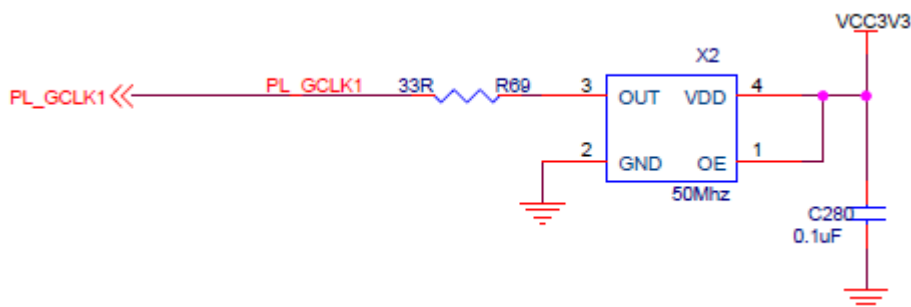 VCC3V3
X2
PL_GCLK1 PL_GCLK1 33R R69 3 OUT VDD 4
2 GND OE 1
50Mhz
C280
0.1uF